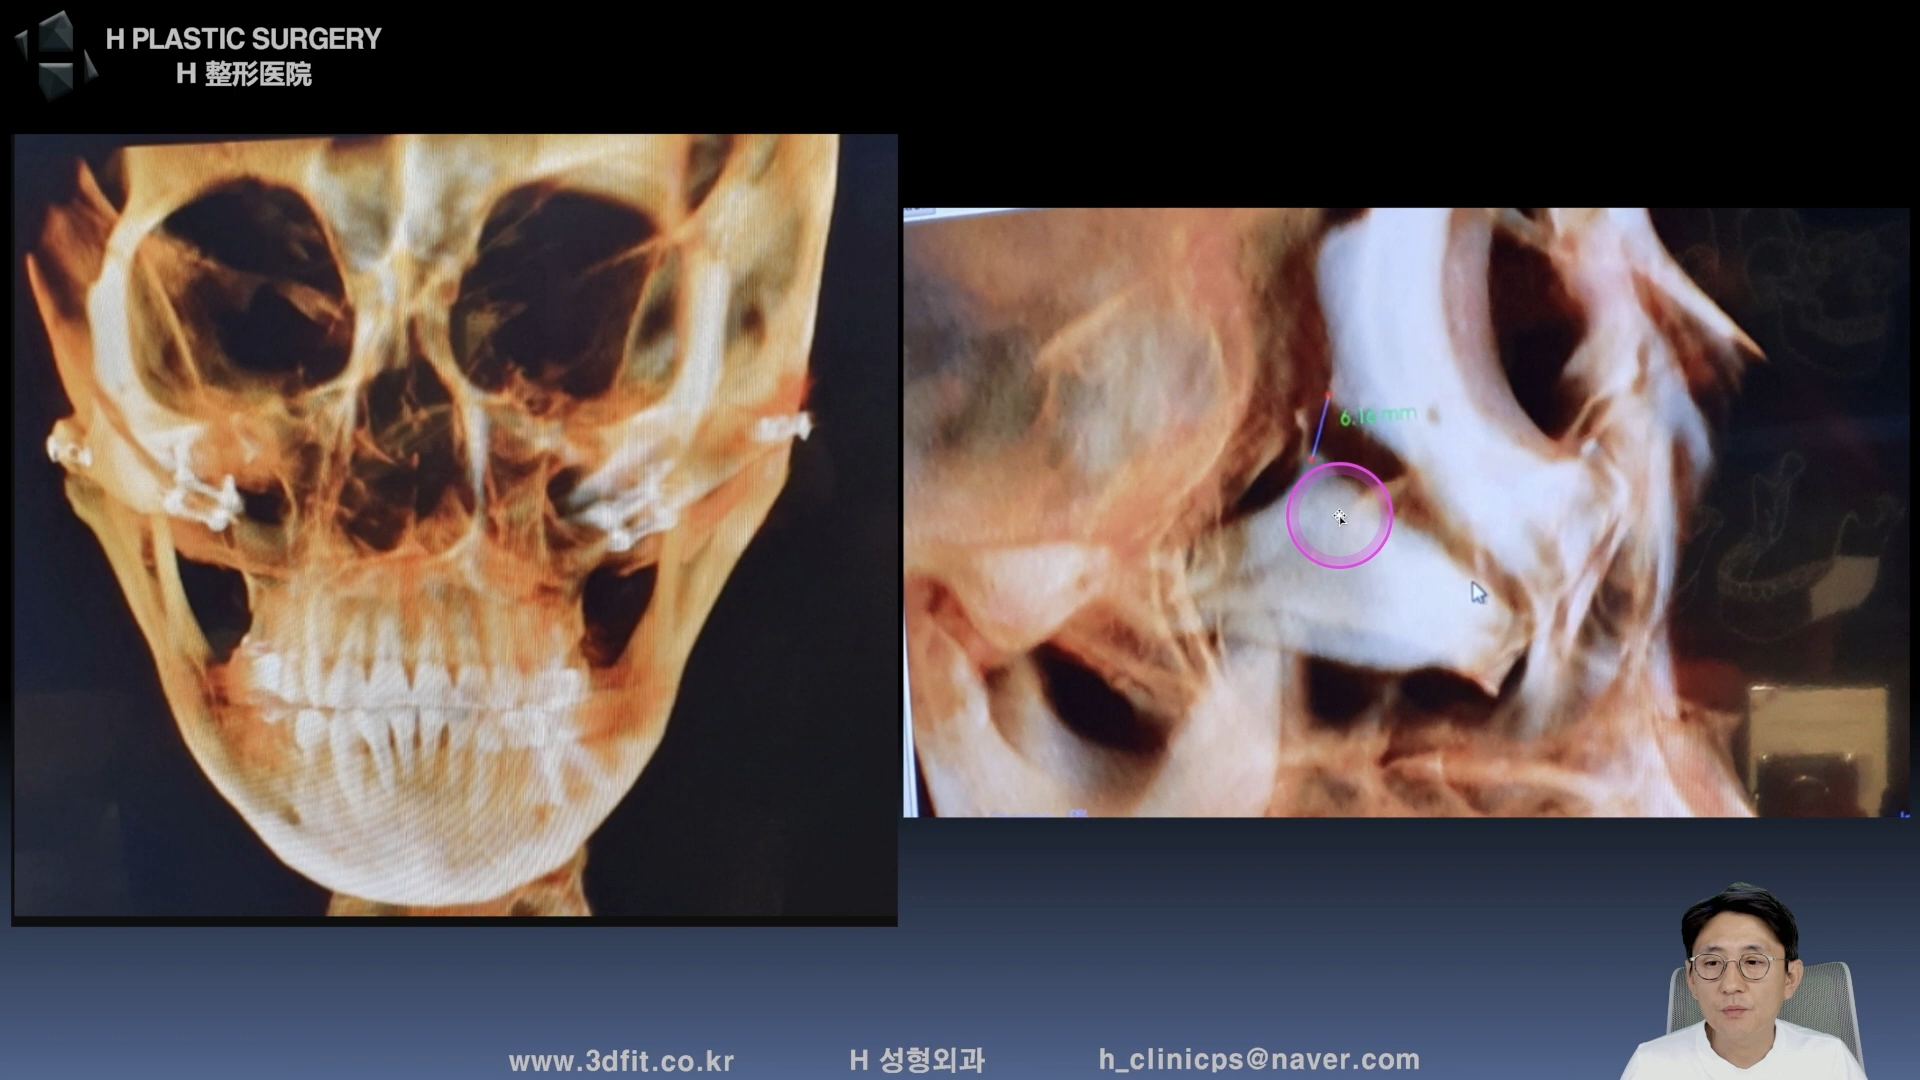 H PLASTIC SURGERY
H 整形医院
6.16 mm
www.3dfit.co.kr
H 성형외과
h_clinicps@naver.com